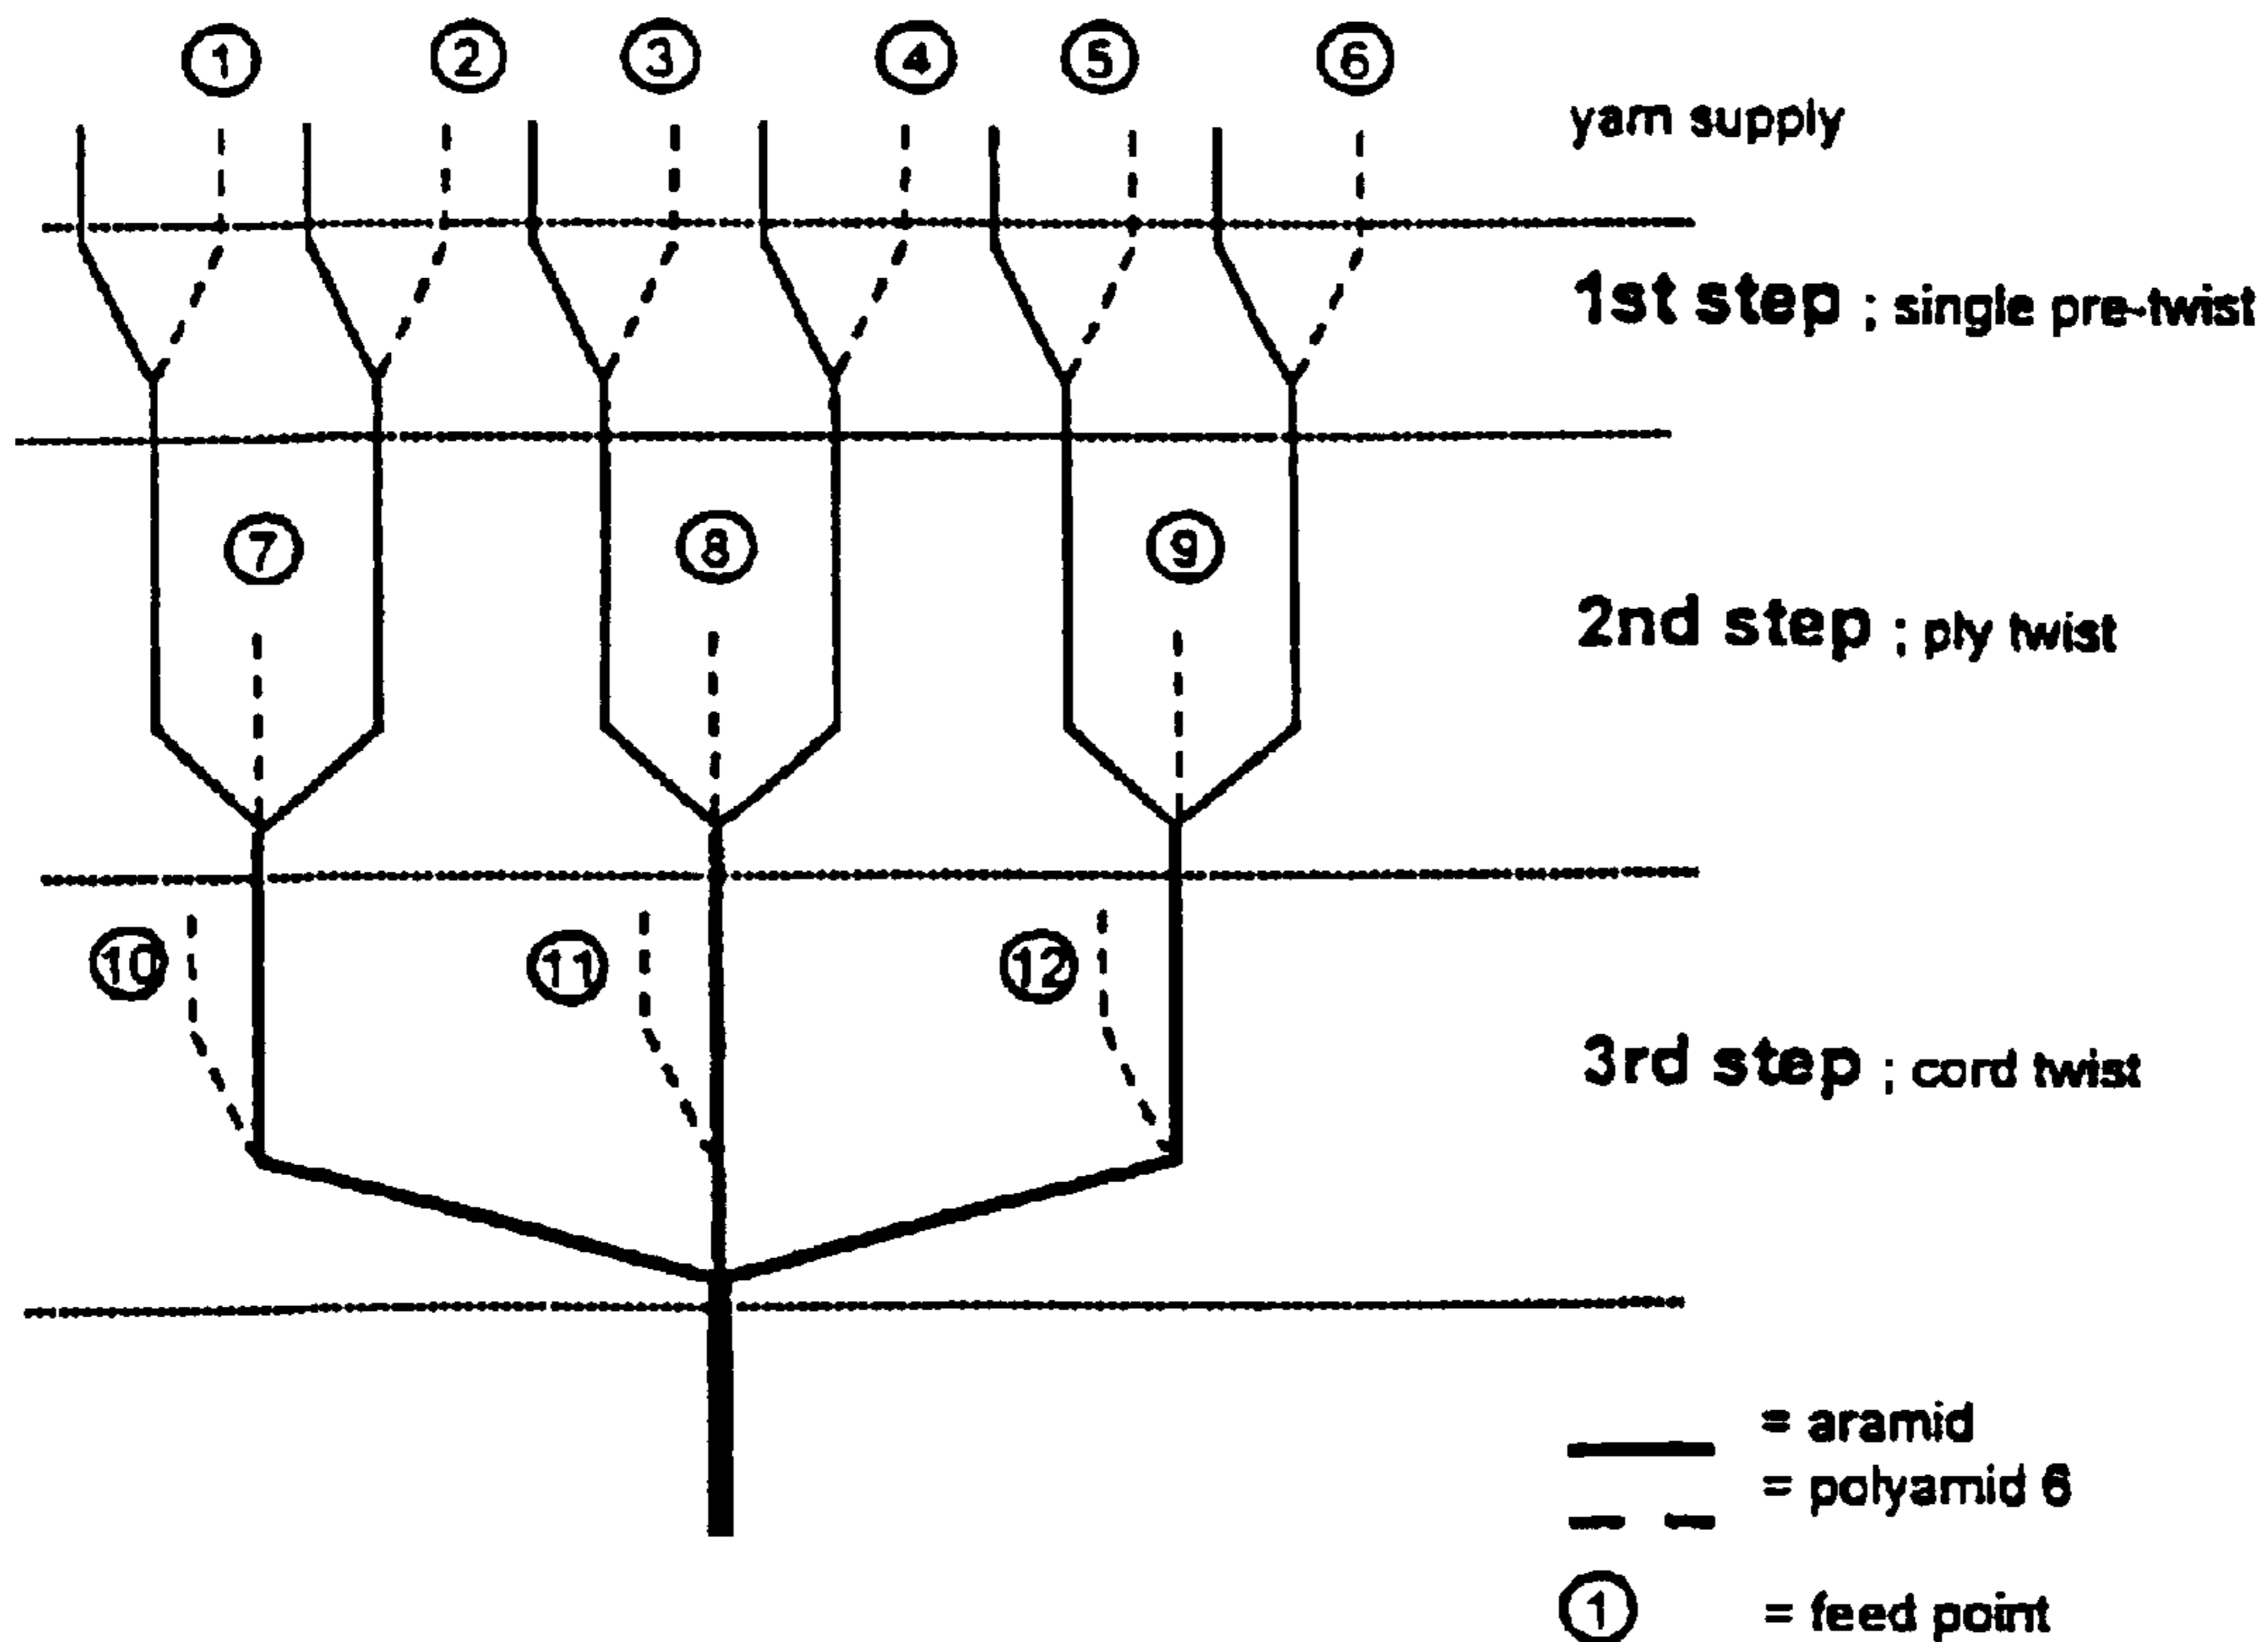 1 2 3 4 5 6
yarn supply
1st step ; single pre-twist
7 8 9
2nd step ; ply twist
10 11 12
3rd step ; cord twist
= aramid
= polyamid 6
1 = feed point